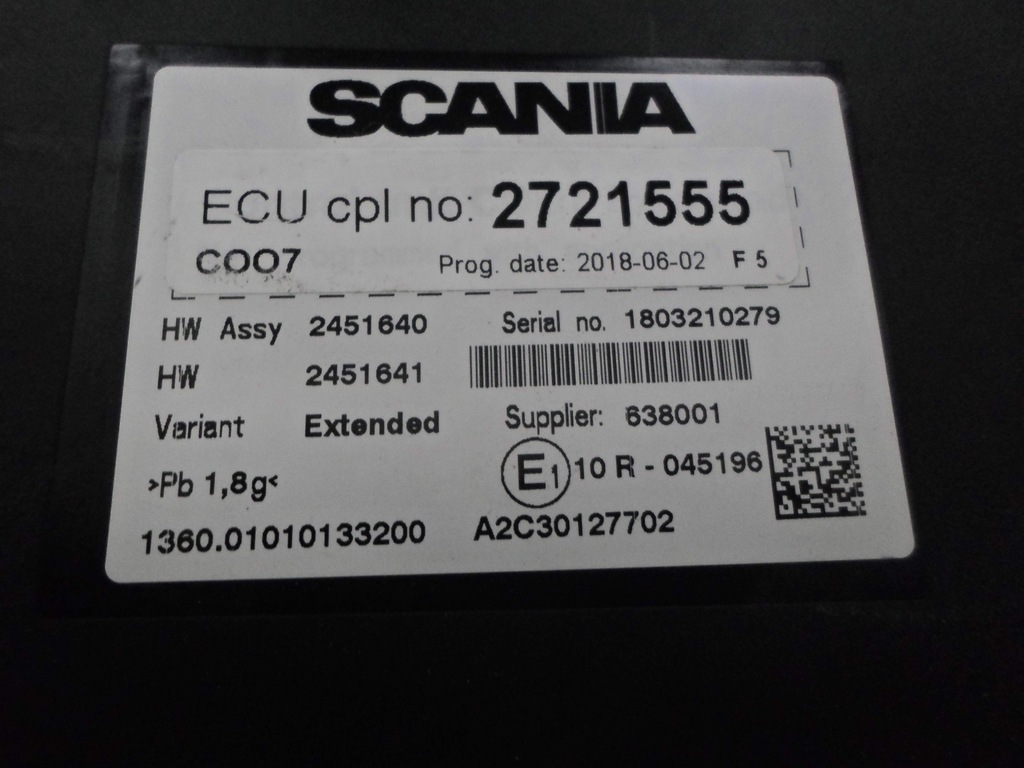 SCANIA
ECU cpl no: 2721555
COO7 Prog. date: 2018-06-02 F 5
HW Assy 2451640 Serial no. 1803210279
HW 2451641
Variant Extended Supplier: 638001
>Pb 1,8g< E1 10 R - 045196
1360.01010133200 A2C30127702